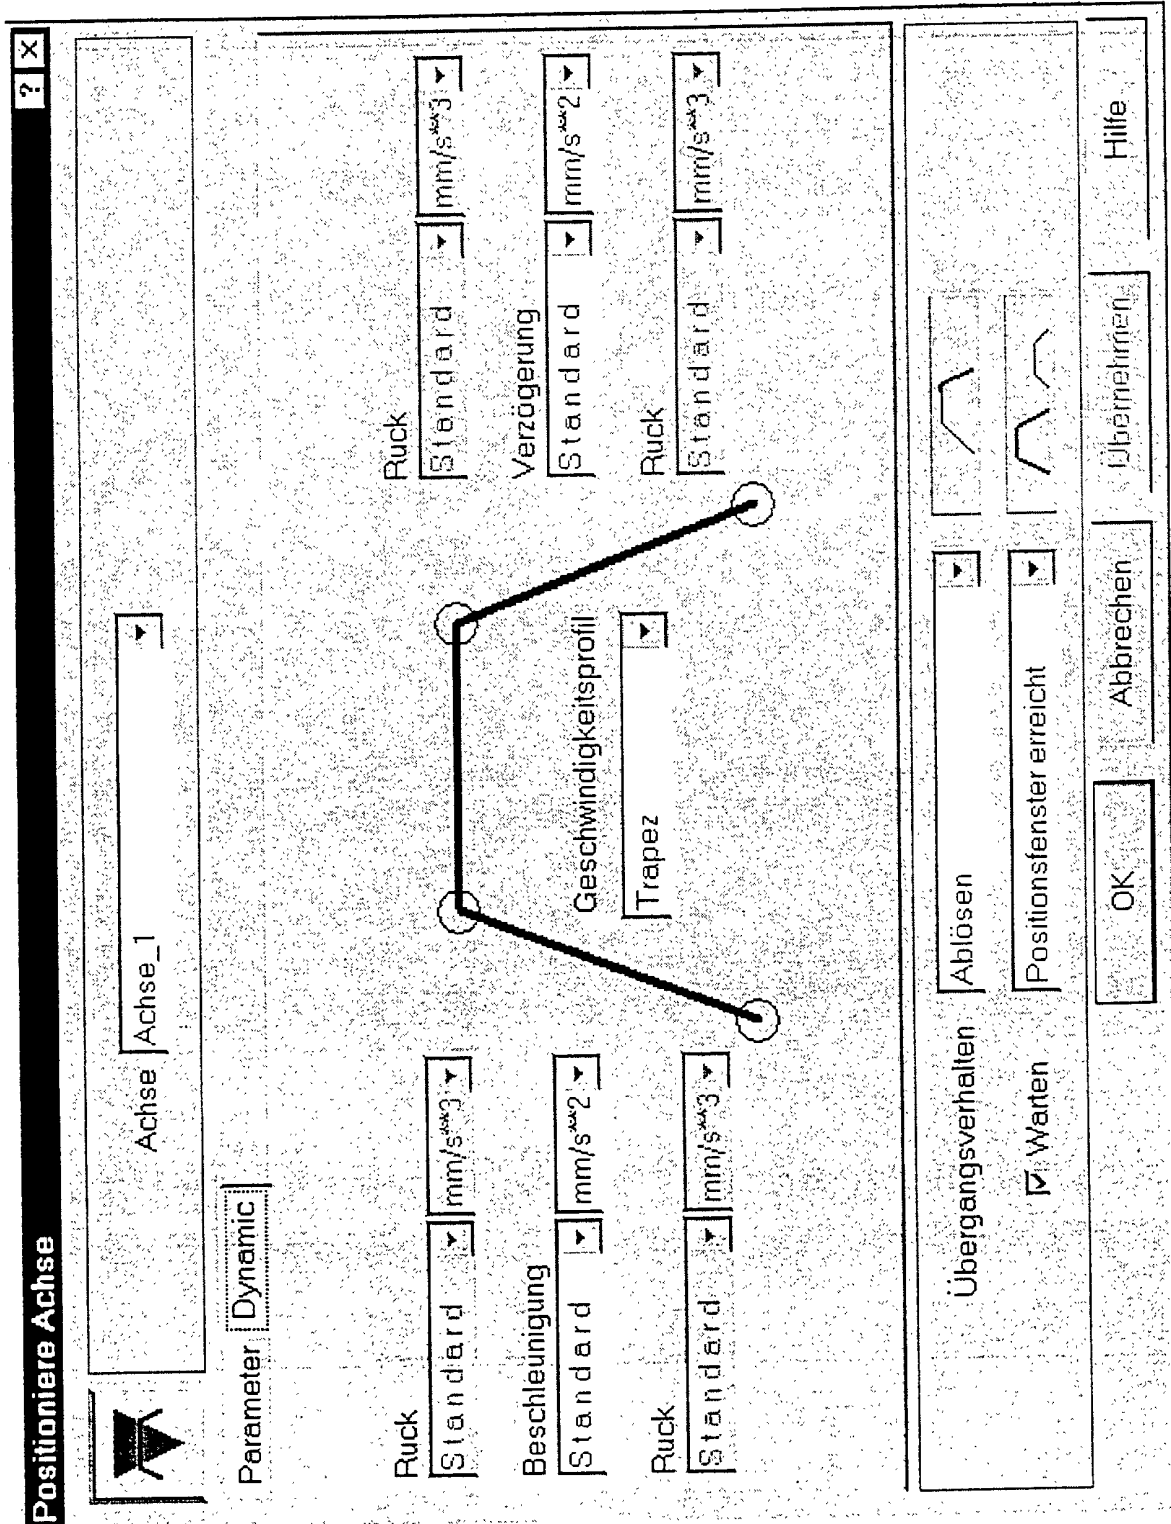 Positioniere Achse ? X
Achse Achse_1
Parameter Dynamic
Ruck Ruck
Standard mm/s**3 Standard mm/s**3
Beschleunigung Verzögerung
Standard mm/s**2 Standard mm/s**2
Geschwindigkeitsprofil
Ruck Trapez Ruck
Standard mm/s**3 Standard mm/s**3
Übergangsverhalten Ablösen
Warten Positionsfenster erreicht
OK Abbrechen Übernehmen Hilfe